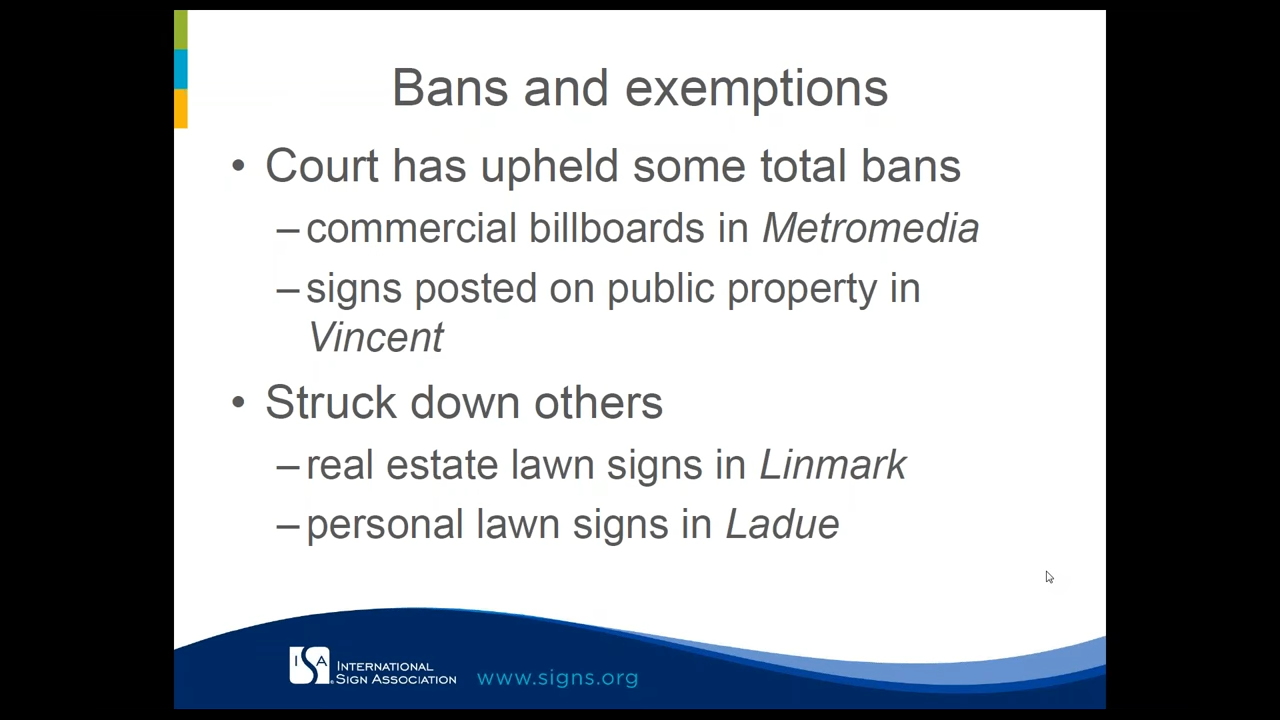 Bans and exemptions
• Court has upheld some total bans
– commercial billboards in Metromedia
– signs posted on public property in
Vincent
• Struck down others
– real estate lawn signs in Linmark
– personal lawn signs in Ladue
ISA
INTERNATIONAL
SIGN ASSOCIATION
www.signs.org